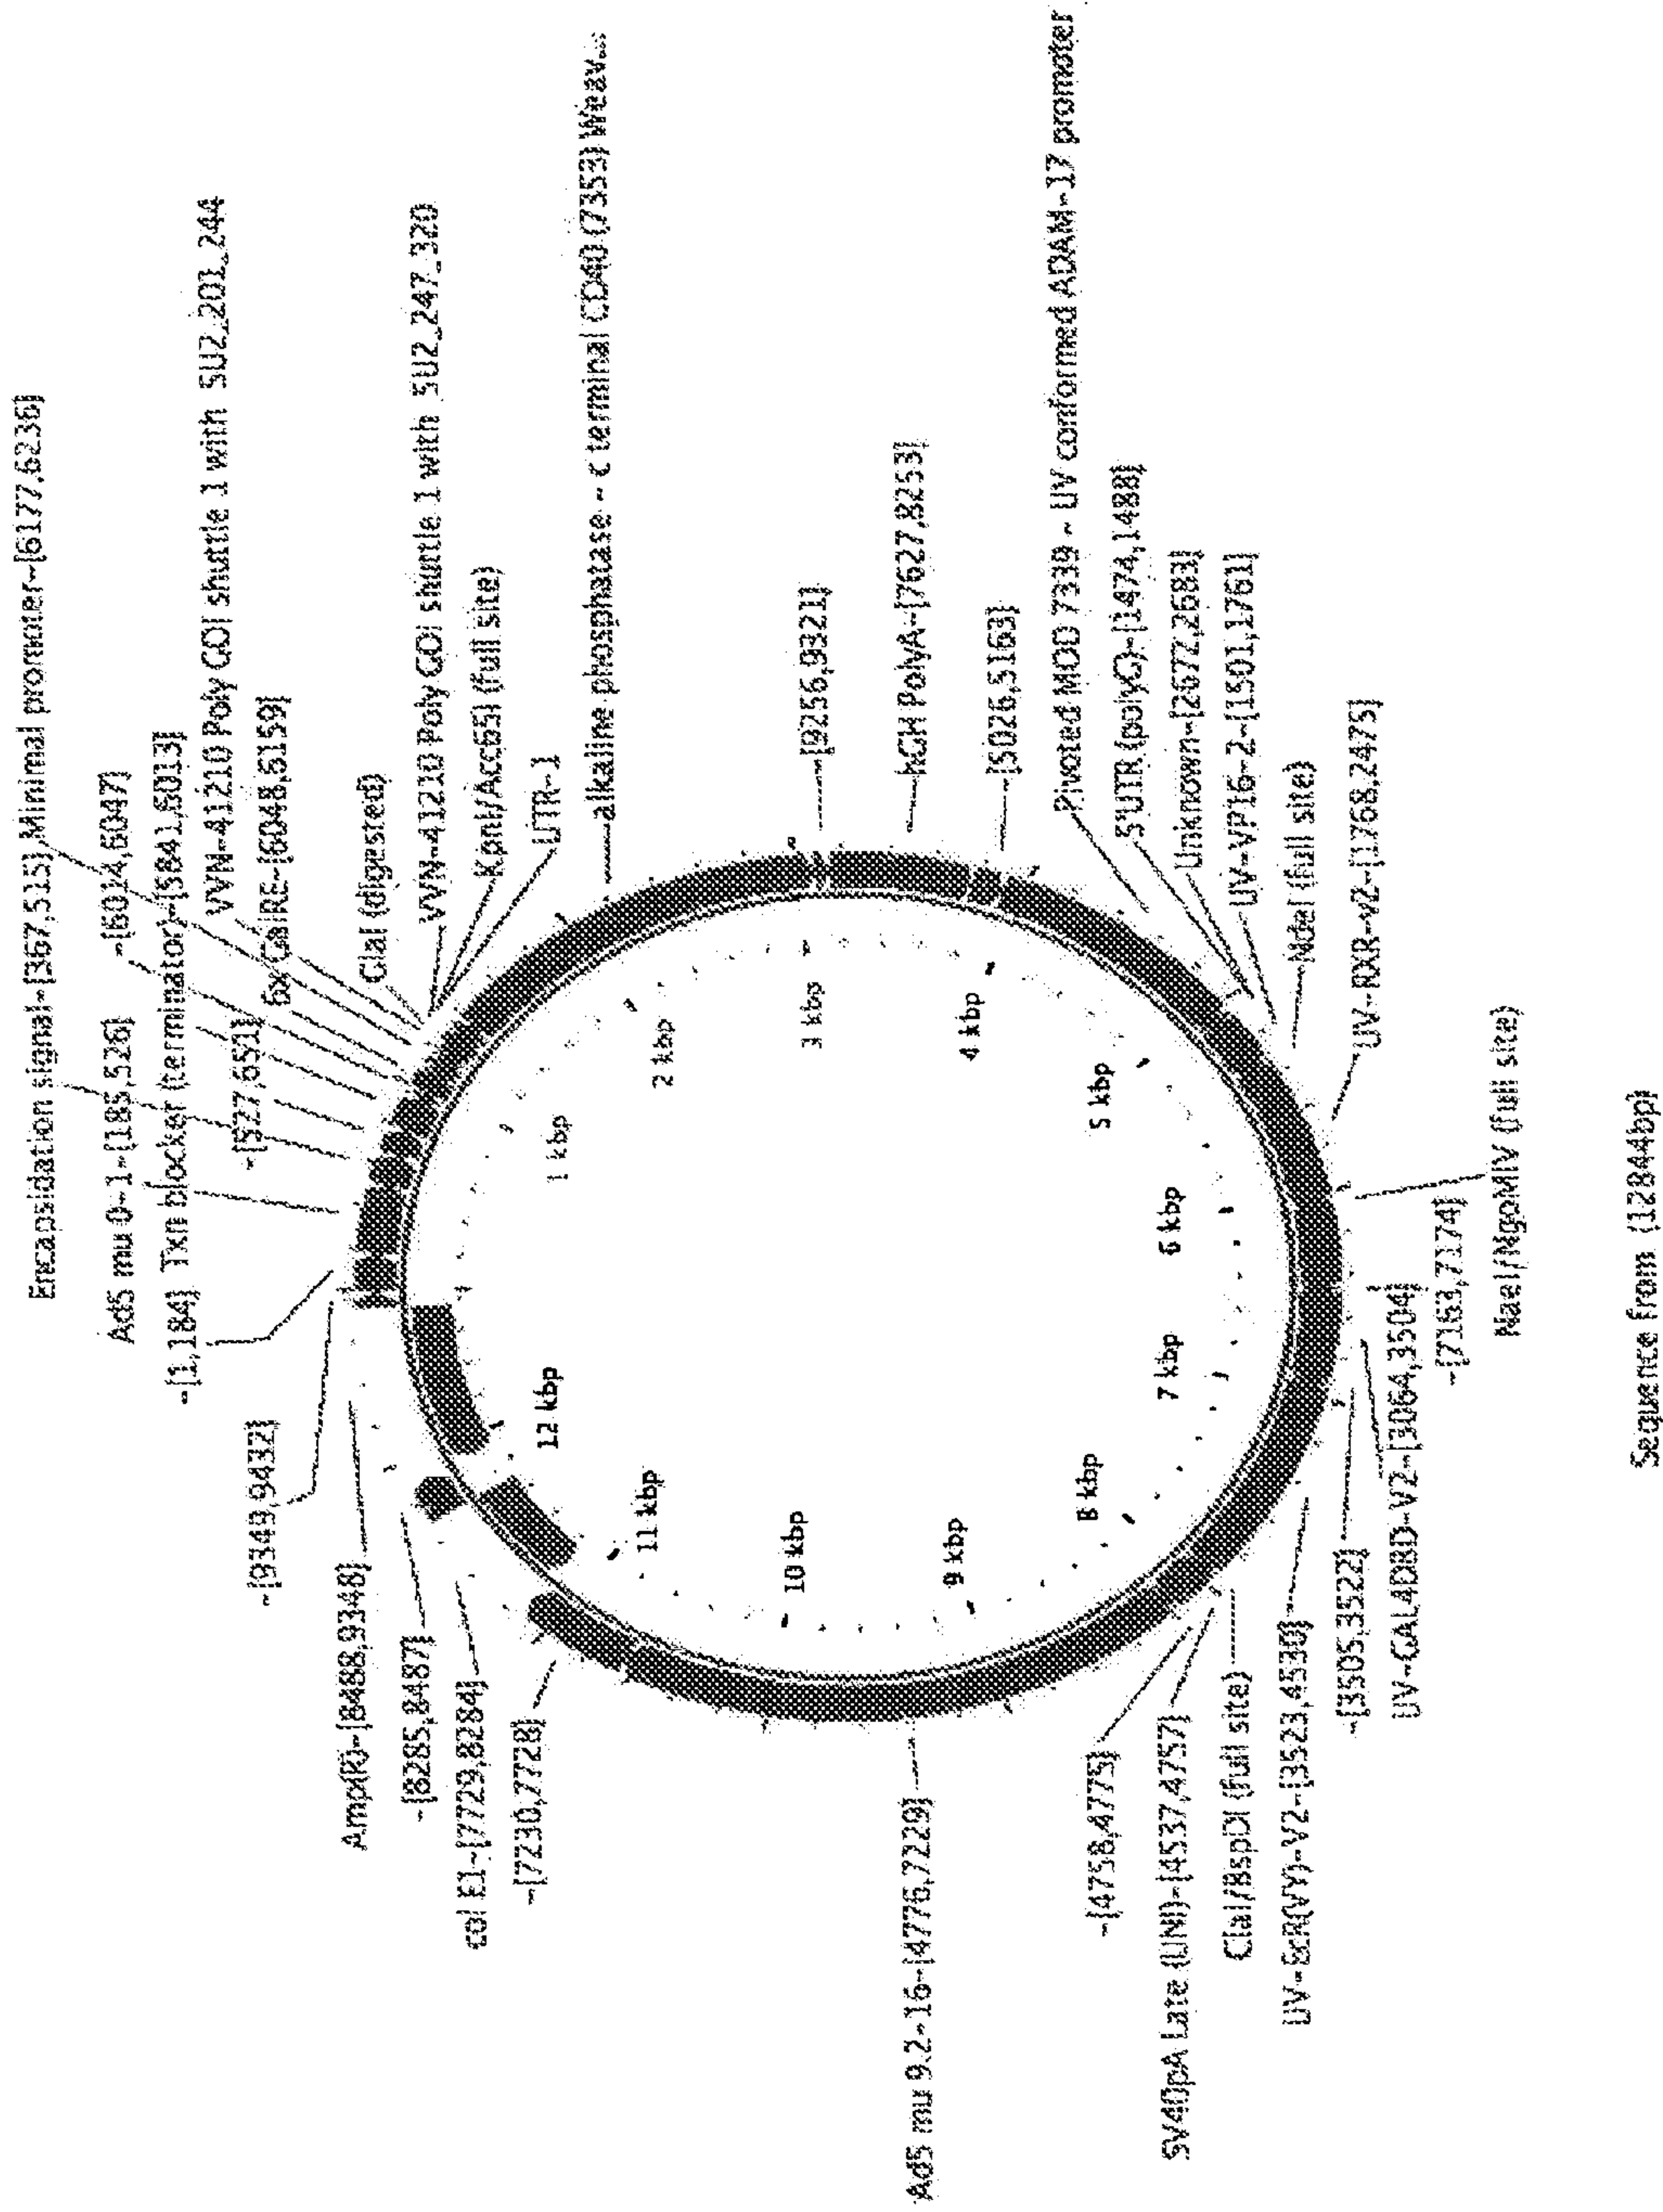 Encapsidation signal~[367,515] Minimal promoter~[6177,6236]
Ad5 mu 0-1~[185,526]
~[6014,6047]
~[1,184]
Txn blocker (terminator)~[5841,6013]
VVN-41210 Poly GOI shuttle 1 with 5U2_201_244
~[527,651]
6x GalRE~[6048,6159]
ClaI (digested)
VVN-41210 Poly GOI shuttle 1 with 5U2_247_320
KpnI/Acc65I (full site)
UTR-1
alkaline phosphatase ~ c terminal CD40 (7353) Weav...
~[9256,9321]
hGH PolyA~[7627,8253]
~[5026,5163]
Pivoted MOD 7339 ~ UV conformed ADAM-17 promoter
5'UTR (polyG)~[1474,1488]
Unknown~[2672,2683]
UV-VP16-2~[1501,1761]
NdeI (full site)
UV-RXR-v2~[1768,2475]
NaeI/NgoMIV (full site)
~[7163,7174]
UV-GAL4DBD-V2~[3064,3504]
~[3505,3522]
UV-EcR(VY)-V2~[3523,4530]
ClaI/BspDI (full site)
SV40pA Late (UNI)~[4537,4757]
~[4758,4775]
Ad5 mu 9.2-16~[4776,7229]
~[7230,7728]
col E1~[7729,8284]
~[8285,8487]
Amp(R)~[8488,9348]
~[9349,9432]
1 kbp
2 kbp
3 kbp
4 kbp
5 kbp
6 kbp
7 kbp
8 kbp
9 kbp
10 kbp
11 kbp
12 kbp
Sequence from (12844bp)